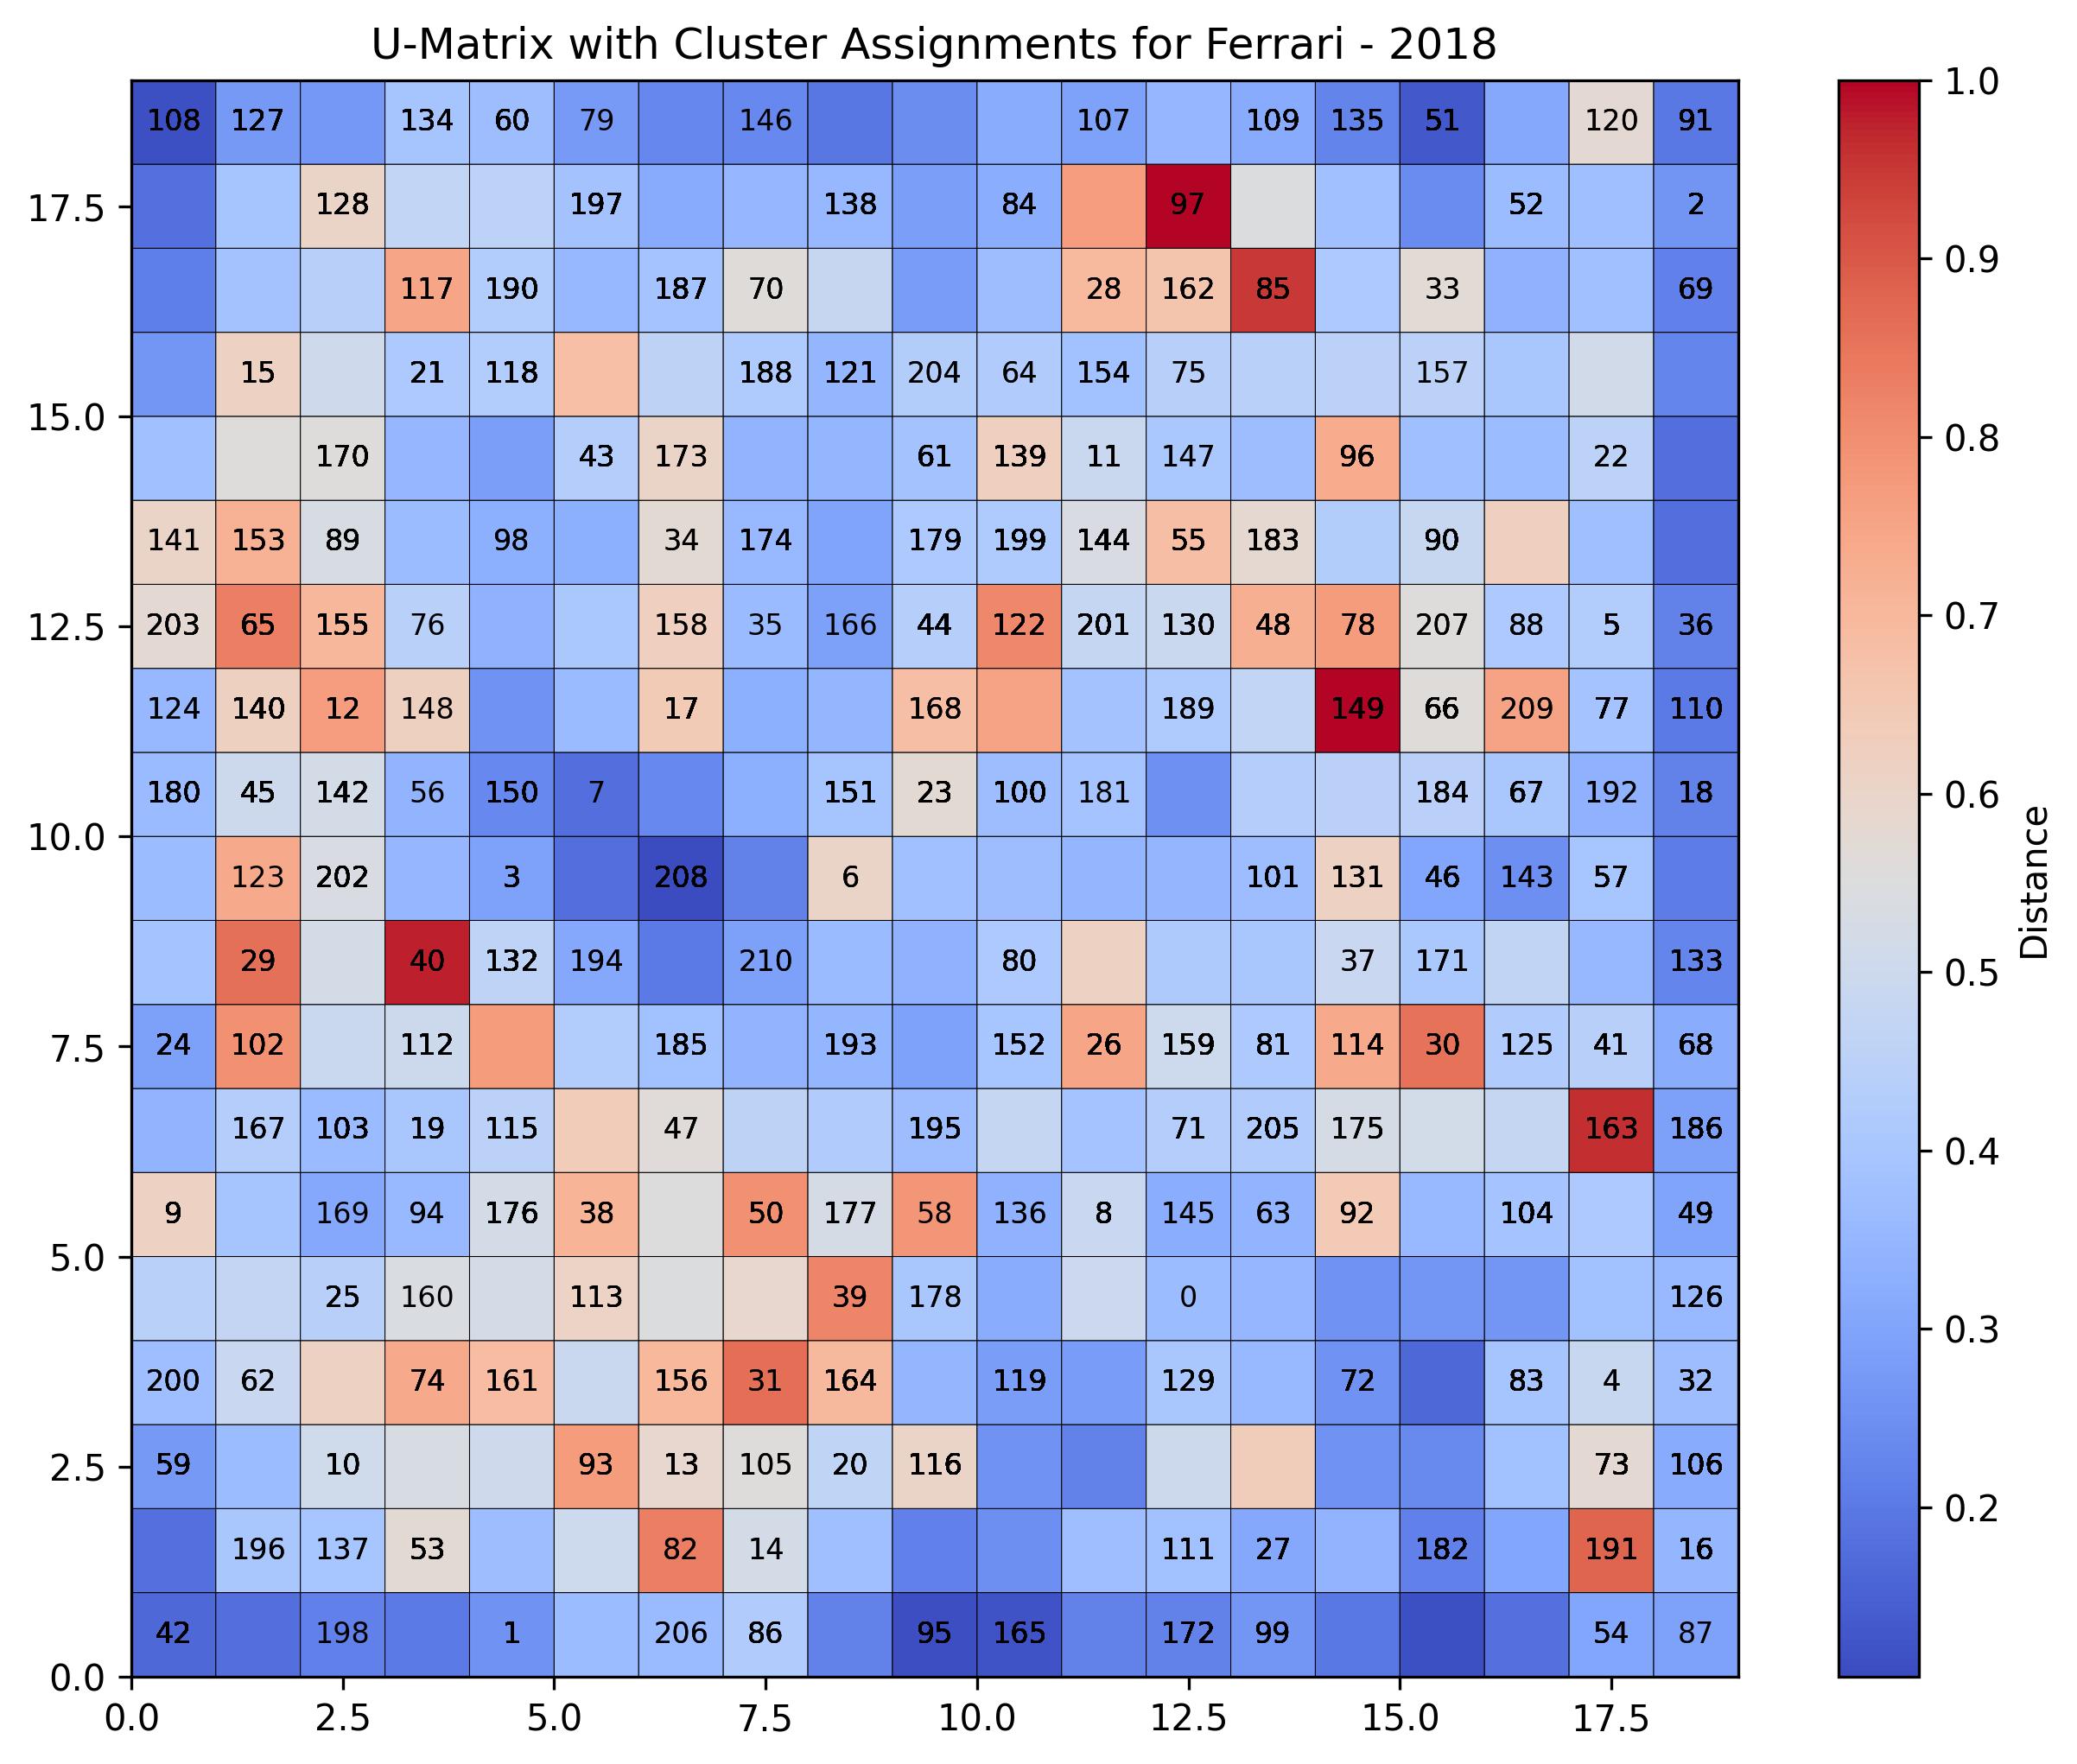 U-Matrix with Cluster Assignments for Ferrari - 2018
108 127 134 60 79 146 107 109 135 51 120 91
1.0
17.5 128 197 138 84 97 52 2
0.9
117 190 187 70 28 162 85 33 69
15 21 118 188 121 204 64 154 75 157
0.8
15.0
170 43 173 61 139 11 147 96 22
141 153 89 98 34 174 179 199 144 55 183 90
0.7
12.5 203 65 155 76 158 35 166 44 122 201 130 48 78 207 88 5 36
124 140 12 148 17 168 189 149 66 209 77 110
180 45 142 56 150 7 151 23 100 181 184 67 192 18
0.6
10.0
123 202 3 208 6 101 131 46 143 57
Distance
29 40 132 194 210 80 37 171 133
0.5
7.5 24 102 112 185 193 152 26 159 81 114 30 125 41 68
167 103 19 115 47 195 71 205 175 163 186
0.4
9 169 94 176 38 50 177 58 136 8 145 63 92 104 49
5.0
25 160 113 39 178 0 126
0.3
200 62 74 161 156 31 164 119 129 72 83 4 32
2.5 59 10 93 13 105 20 116 73 106
0.2
196 137 53 82 14 111 27 182 191 16
42 198 1 206 86 95 165 172 99 54 87
0.0
0.0 2.5 5.0 7.5 10.0 12.5 15.0 17.5